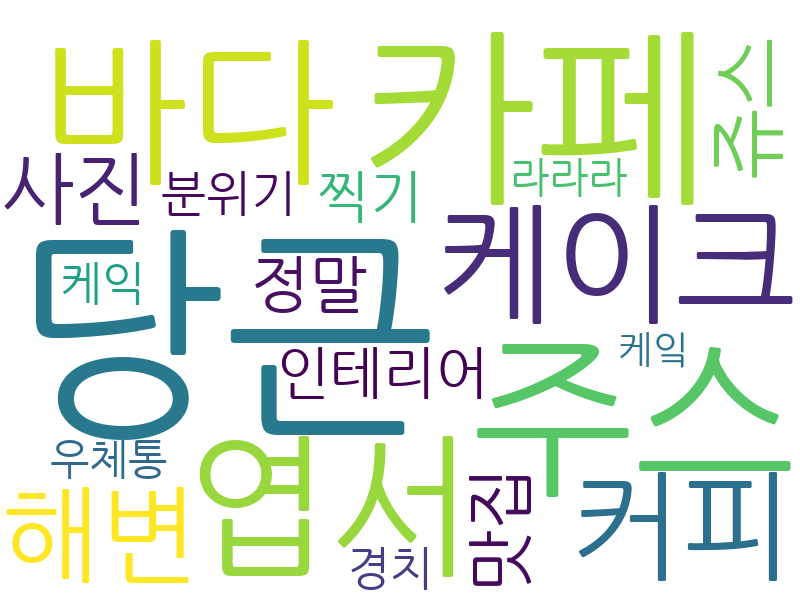 바다 카페 쥬스
사진 분위기 찍기 라라라
당근 케익 정말 케이크
인테리어 주스 케익
우체통 엽서
해변 경치 맛집 커피